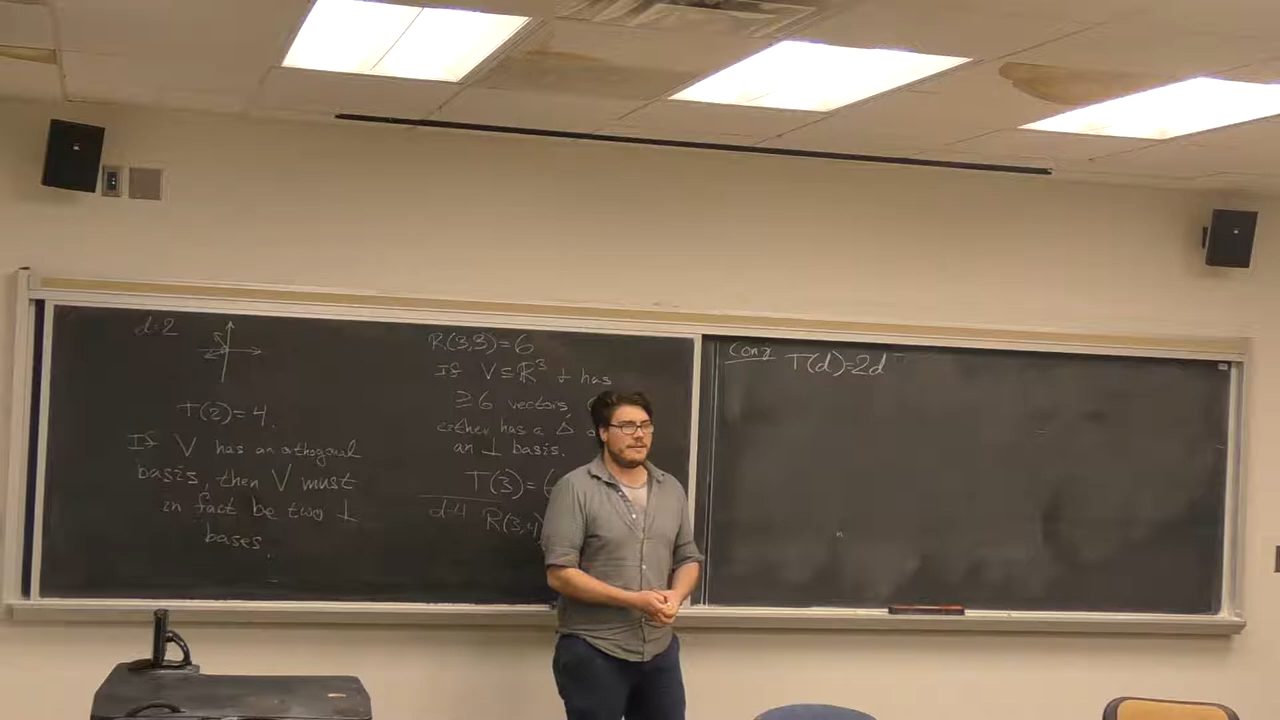 d=2
T(2)=4.
If V has an orthogonal
basis, then V must
in fact be two ⊥
bases.
R(3,3)=6
If V⊆R³ + has
≥6 vectors
either has a Δ
an ⊥ basis.
T(3)=
d=4 R(3,4)
Conj T(d)=2d